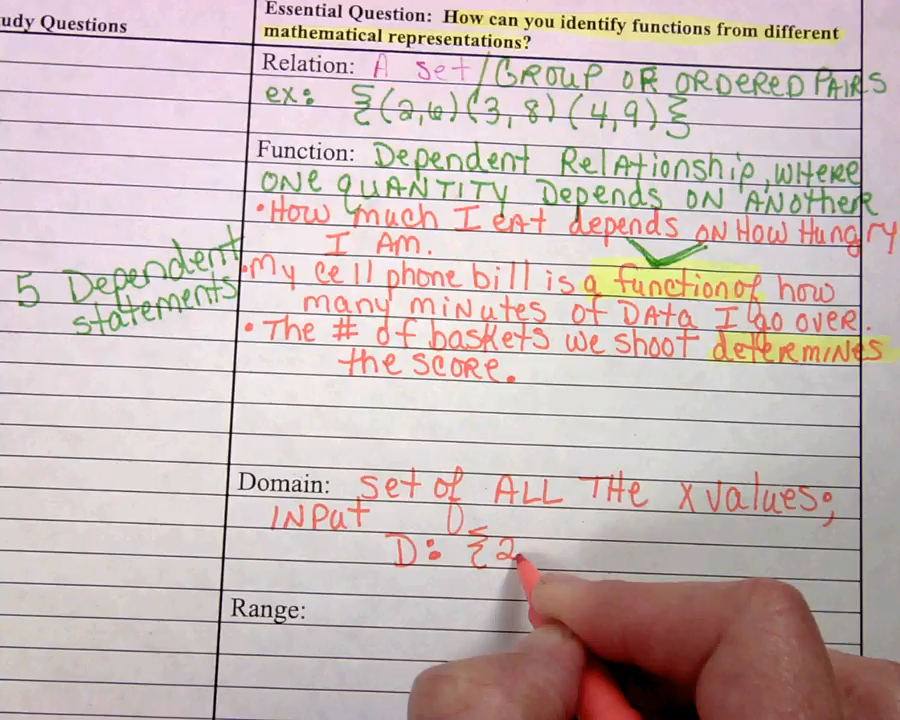 udy Questions
Essential Question: How can you identify functions from different
mathematical representations?
Relation: A set/GROUP OF ORDERED PAIRS
ex: {(2,6)(3,8)(4,9)}
Function: Dependent RelAtionship, WHERE
ONE QUANTITY Depends ON ANOtHeR
• How much I eAt depends ON HOW Hungry
I AM.
• My cell phone bill is a function of how
many minutes of DAtA I go over.
• The # of baskets we shoot deteRMINes
the SCORE.
5 Dependent
statements
Domain: set of ALL THe x values;
INPut
D: {2
Range: